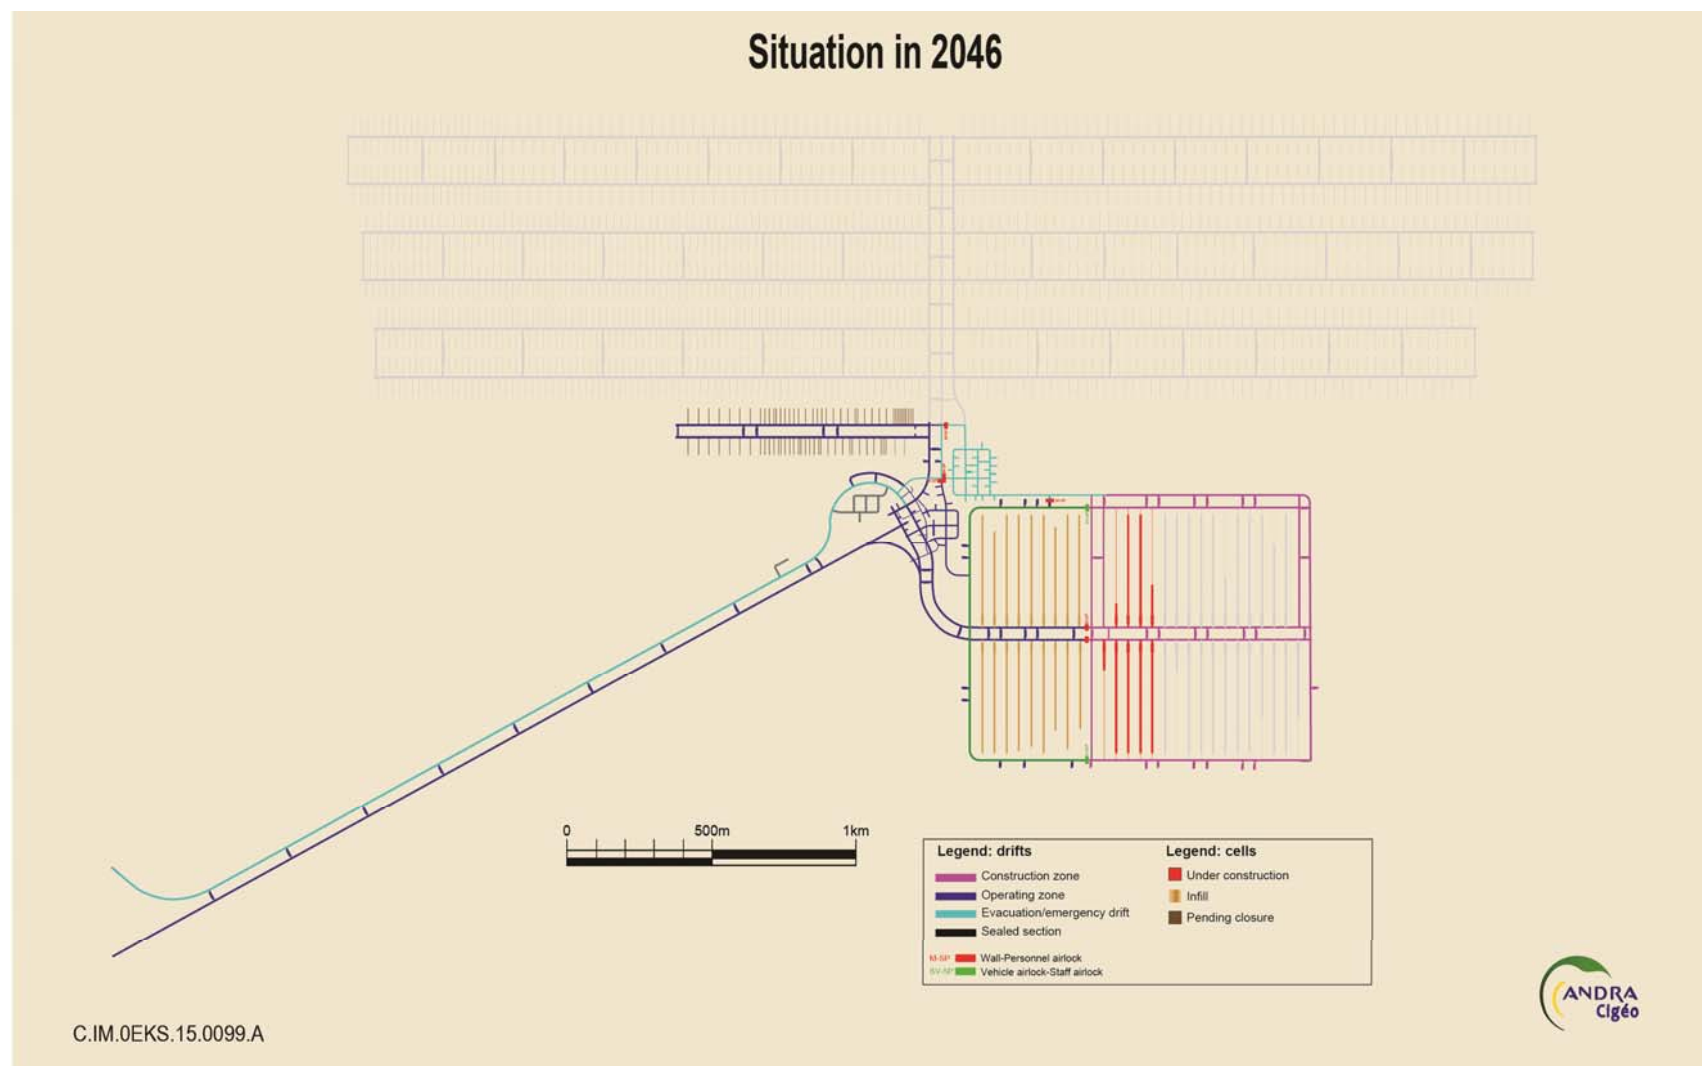 Situation in 2046
0 500m 1km
Legend: drifts
Construction zone
Operating zone
Evacuation/emergency drift
Sealed section
M-SP Wall-Personnel airlock
Vehicle airlock-Staff airlock
Legend: cells
Under construction
Infill
Pending closure
C.IM.0EKS.15.0099.A
ANDRA
Cigéo